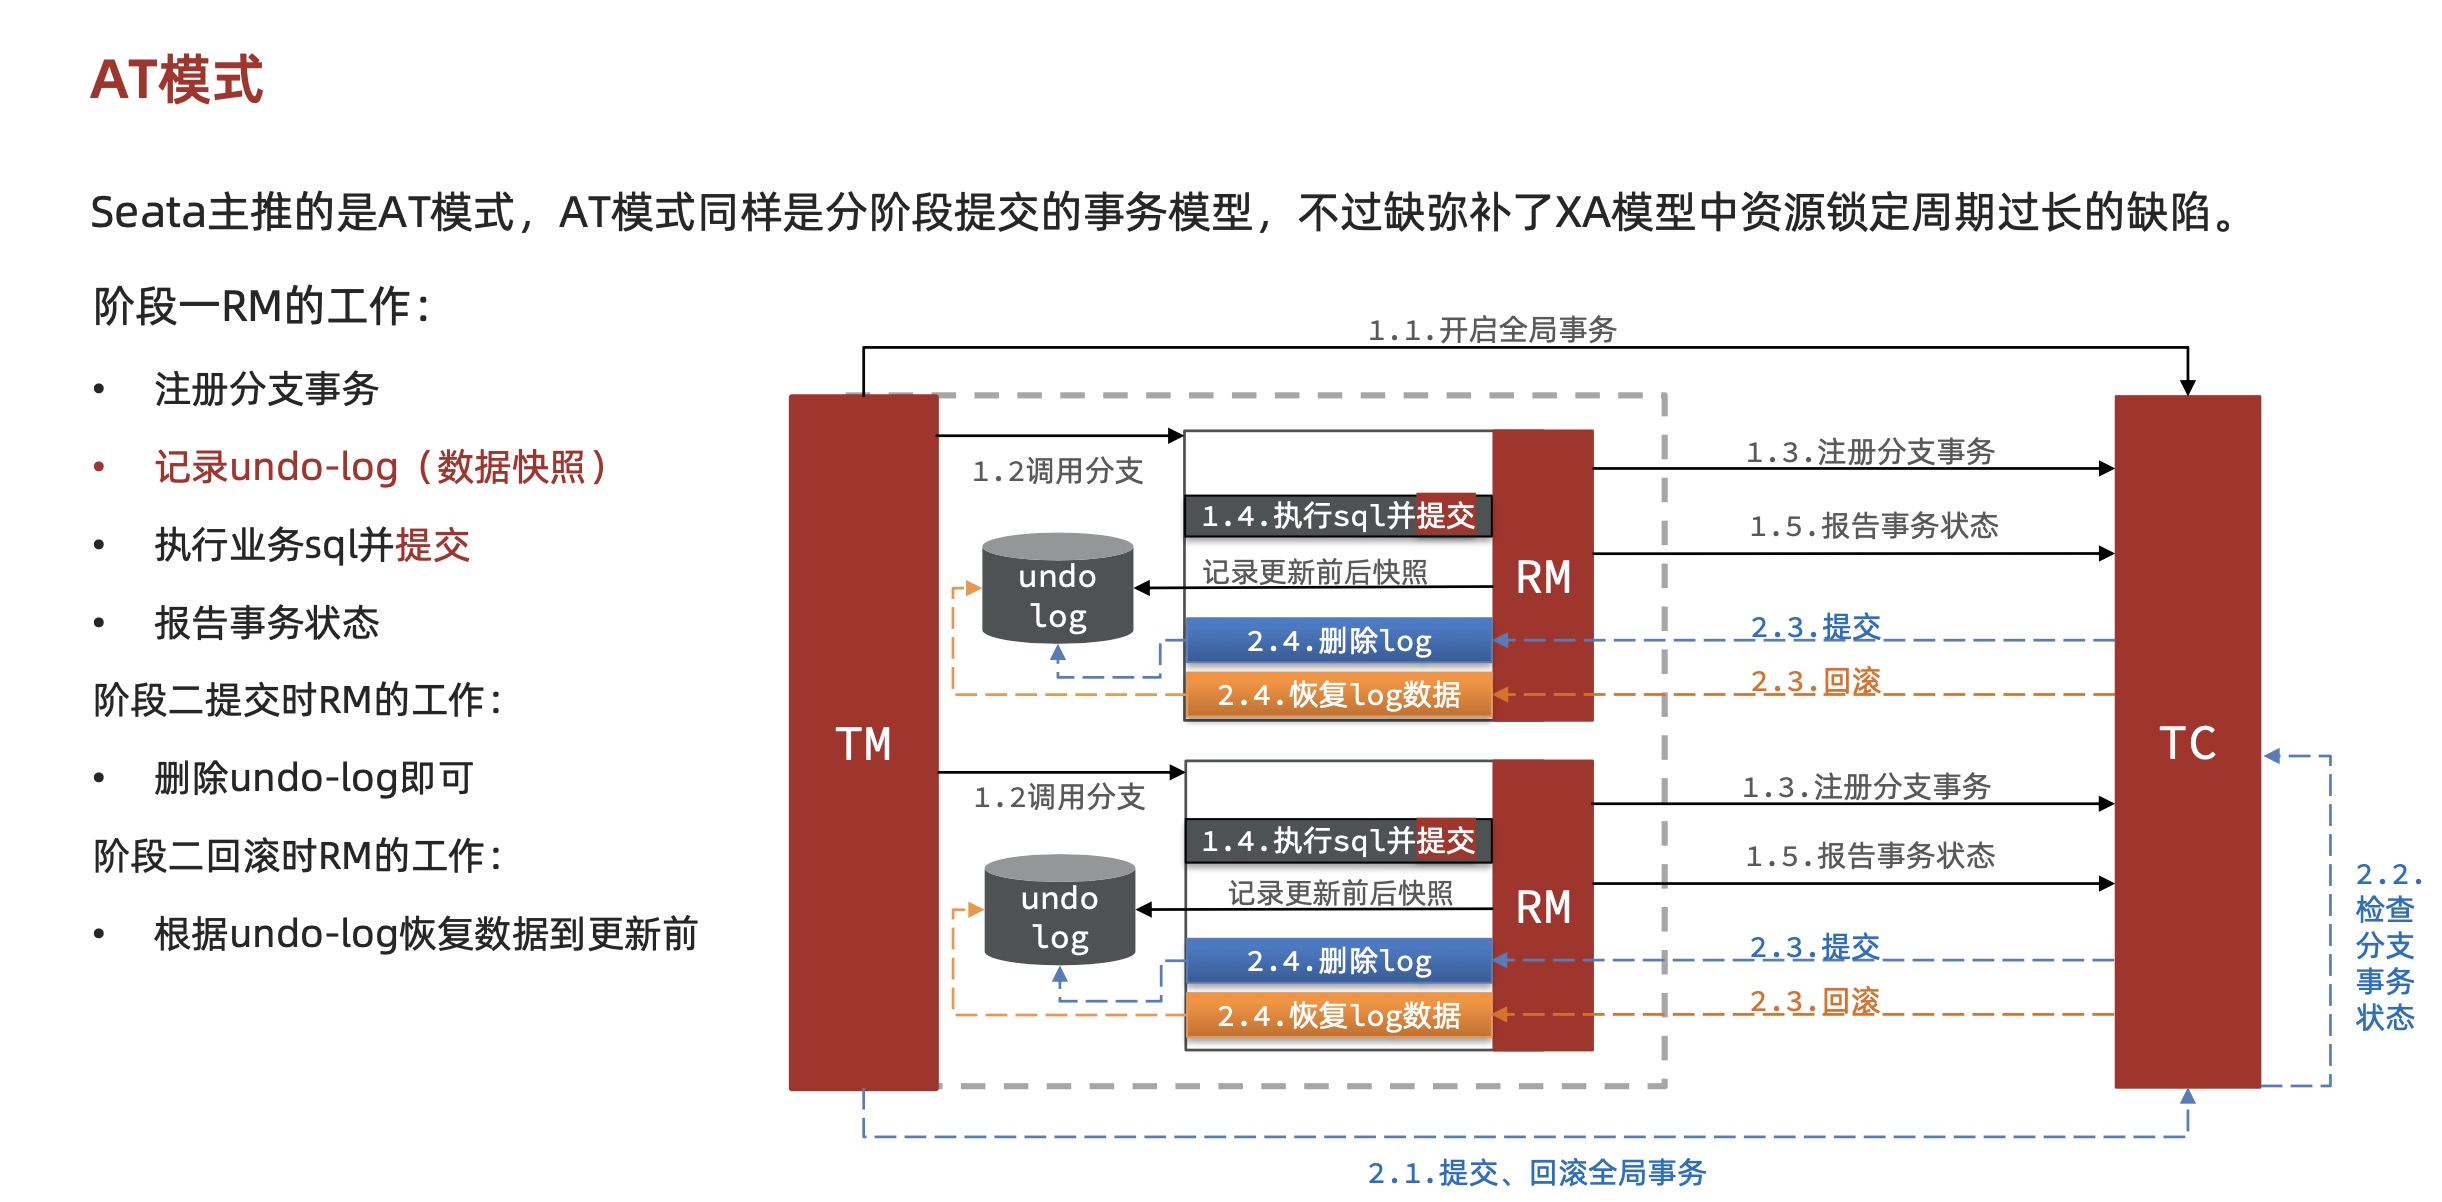 AT模式
Seata主推的是AT模式，AT模式同样是分阶段提交的事务模型，不过缺弥补了XA模型中资源锁定周期过长的缺陷。
阶段一RM的工作：
• 注册分支事务
• 记录undo-log（数据快照）
• 执行业务sql并提交
• 报告事务状态
阶段二提交时RM的工作：
• 删除undo-log即可
阶段二回滚时RM的工作：
• 根据undo-log恢复数据到更新前
1.1.开启全局事务
TM
1.2调用分支
1.4.执行sql并提交
记录更新前后快照
undo
log
2.4.删除log
2.4.恢复log数据
RM
1.3.注册分支事务
1.5.报告事务状态
2.3.提交
2.3.回滚
1.2调用分支
1.4.执行sql并提交
记录更新前后快照
undo
log
2.4.删除log
2.4.恢复log数据
RM
1.3.注册分支事务
1.5.报告事务状态
2.3.提交
2.3.回滚
TC
2.2.
检查
分支
事务
状态
2.1.提交、回滚全局事务